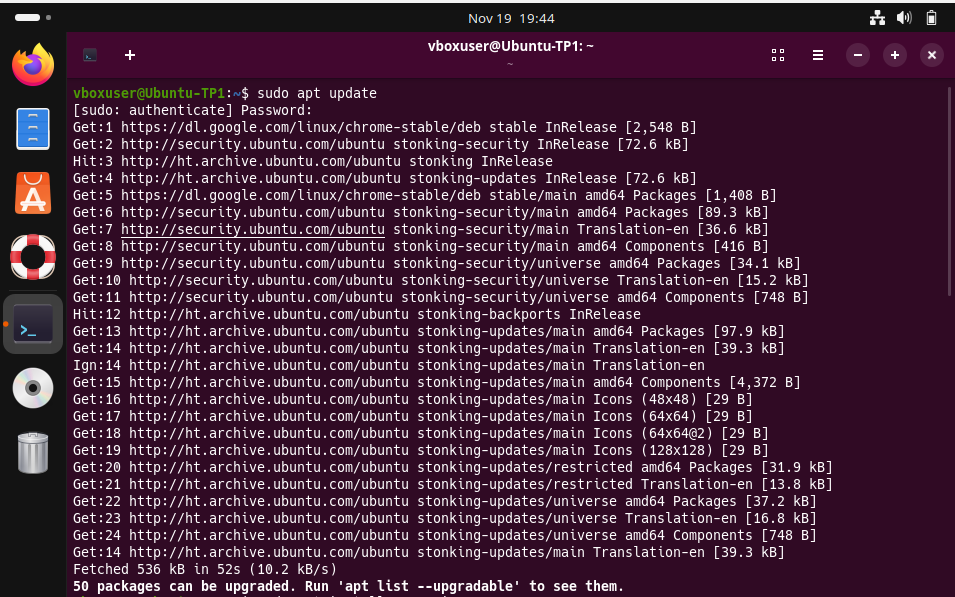 Nov 19 19:44
vboxuser@Ubuntu-TP1: ~
~
vboxuser@Ubuntu-TP1:~$ sudo apt update
[sudo: authenticate] Password:
Get:1 https://dl.google.com/linux/chrome-stable/deb stable InRelease [2,548 B]
Get:2 http://security.ubuntu.com/ubuntu stonking-security InRelease [72.6 kB]
Hit:3 http://ht.archive.ubuntu.com/ubuntu stonking InRelease
Get:4 http://ht.archive.ubuntu.com/ubuntu stonking-updates InRelease [72.6 kB]
Get:5 https://dl.google.com/linux/chrome-stable/deb stable/main amd64 Packages [1,408 B]
Get:6 http://security.ubuntu.com/ubuntu stonking-security/main amd64 Packages [89.3 kB]
Get:7 http://security.ubuntu.com/ubuntu stonking-security/main Translation-en [36.6 kB]
Get:8 http://security.ubuntu.com/ubuntu stonking-security/main amd64 Components [416 B]
Get:9 http://security.ubuntu.com/ubuntu stonking-security/universe amd64 Packages [34.1 kB]
Get:10 http://security.ubuntu.com/ubuntu stonking-security/universe Translation-en [15.2 kB]
Get:11 http://security.ubuntu.com/ubuntu stonking-security/universe amd64 Components [748 B]
Hit:12 http://ht.archive.ubuntu.com/ubuntu stonking-backports InRelease
Get:13 http://ht.archive.ubuntu.com/ubuntu stonking-updates/main amd64 Packages [97.9 kB]
Get:14 http://ht.archive.ubuntu.com/ubuntu stonking-updates/main Translation-en [39.3 kB]
Ign:14 http://ht.archive.ubuntu.com/ubuntu stonking-updates/main Translation-en
Get:15 http://ht.archive.ubuntu.com/ubuntu stonking-updates/main amd64 Components [4,372 B]
Get:16 http://ht.archive.ubuntu.com/ubuntu stonking-updates/main Icons (48x48) [29 B]
Get:17 http://ht.archive.ubuntu.com/ubuntu stonking-updates/main Icons (64x64) [29 B]
Get:18 http://ht.archive.ubuntu.com/ubuntu stonking-updates/main Icons (64x64@2) [29 B]
Get:19 http://ht.archive.ubuntu.com/ubuntu stonking-updates/main Icons (128x128) [29 B]
Get:20 http://ht.archive.ubuntu.com/ubuntu stonking-updates/restricted amd64 Packages [31.9 kB]
Get:21 http://ht.archive.ubuntu.com/ubuntu stonking-updates/restricted Translation-en [13.8 kB]
Get:22 http://ht.archive.ubuntu.com/ubuntu stonking-updates/universe amd64 Packages [37.2 kB]
Get:23 http://ht.archive.ubuntu.com/ubuntu stonking-updates/universe Translation-en [16.8 kB]
Get:24 http://ht.archive.ubuntu.com/ubuntu stonking-updates/universe amd64 Components [748 B]
Get:14 http://ht.archive.ubuntu.com/ubuntu stonking-updates/main Translation-en [39.3 kB]
Fetched 536 kB in 52s (10.2 kB/s)
50 packages can be upgraded. Run 'apt list --upgradable' to see them.